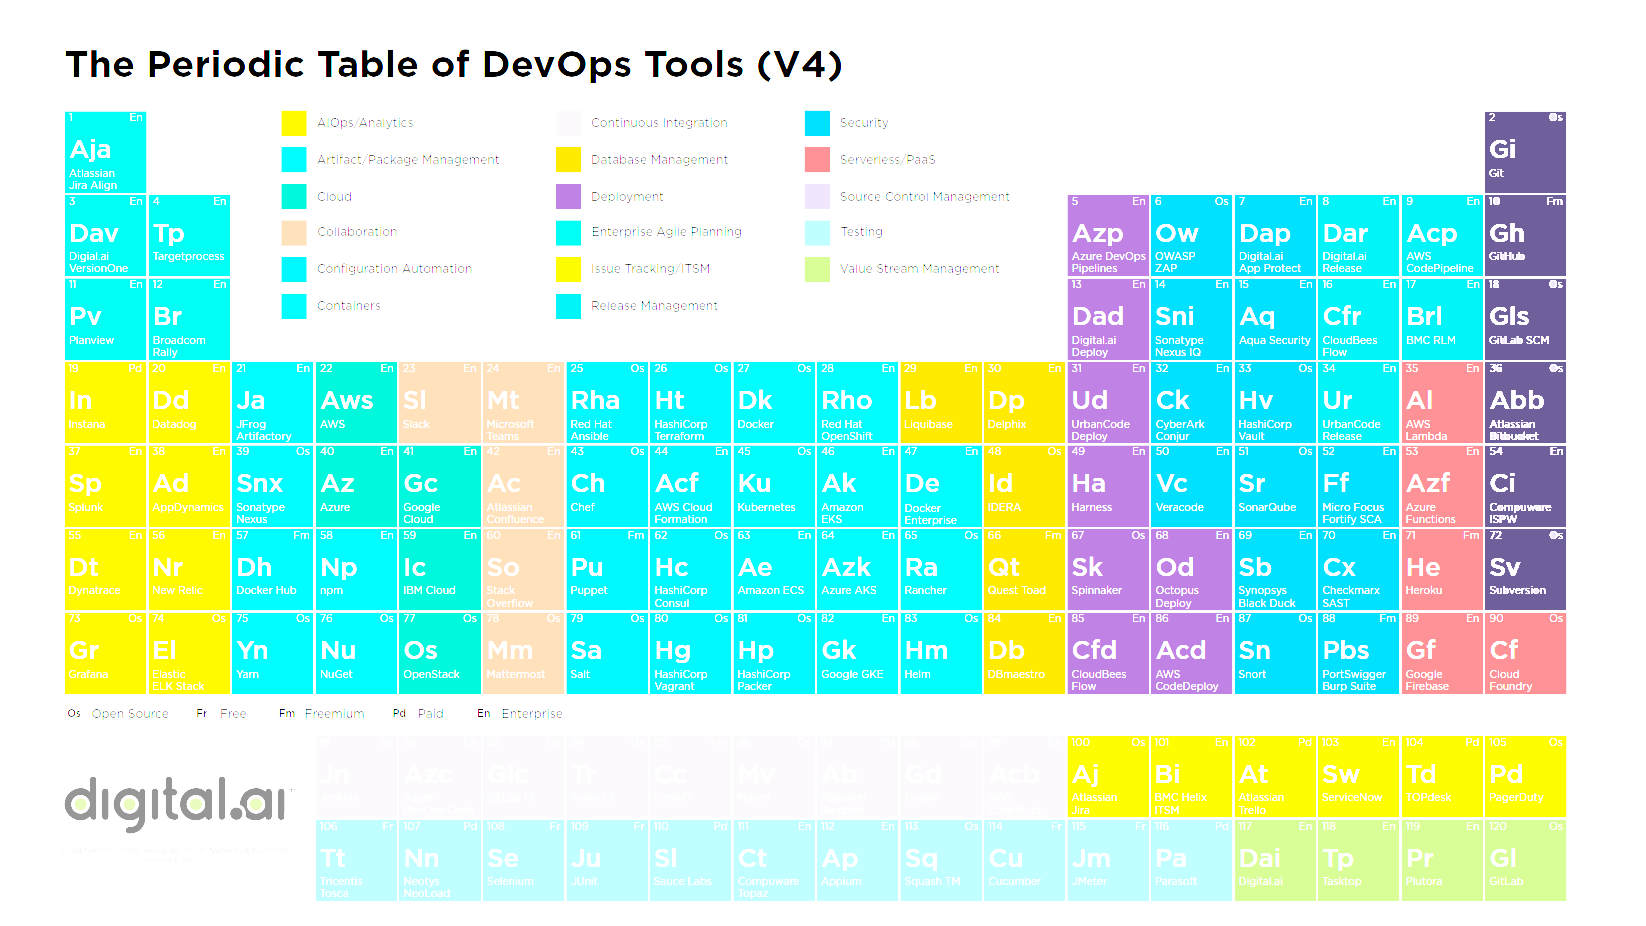 The Periodic Table of DevOps Tools (V4)
AIOps/Analytics
Artifact/Package Management
Cloud
Collaboration
Configuration Automation
Containers
Continuous Integration
Database Management
Deployment
Enterprise Agile Planning
Issue Tracking/ITSM
Release Management
Security
Serverless/PaaS
Source Control Management
Testing
Value Stream Management
1 En
Aja
Atlassian
Jira Align
2 Os
Gi
Git
3 En
Dav
Digial.ai
VersionOne
4 En
Tp
Targetprocess
5 En
Azp
Azure DevOps
Pipelines
6 Os
Ow
OWASP
ZAP
7 En
Dap
Digital.ai
App Protect
8 En
Dar
Digital.ai
Release
9 En
Acp
AWS
CodePipeline
10 Fm
Gh
GitHub
11 En
Pv
Planview
12 En
Br
Broadcom
Rally
13 En
Dad
Digital.ai
Deploy
14 En
Sni
Sonatype
Nexus IQ
15 En
Aq
Aqua Security
16 En
Cfr
CloudBees
Flow
17 En
Brl
BMC RLM
18 Os
Gls
GitLab SCM
19 Pd
In
Instana
20 En
Dd
Datadog
21 En
Ja
JFrog
Artifactory
22 En
Aws
AWS
23 En
Sl
Slack
24 En
Mt
Microsoft
Teams
25 Os
Rha
Red Hat
Ansible
26 Os
Ht
HashiCorp
Terraform
27 Os
Dk
Docker
28 En
Rho
Red Hat
OpenShift
29 En
Lb
Liquibase
30 En
Dp
Delphix
31 En
Ud
UrbanCode
Deploy
32 En
Ck
CyberArk
Conjur
33 Os
Hv
HashiCorp
Vault
34 En
Ur
UrbanCode
Release
35 En
Al
AWS
Lambda
36 Os
Abb
Atlassian
Bitbucket
37 En
Sp
Splunk
38 En
Ad
AppDynamics
39 Os
Snx
Sonatype
Nexus
40 En
Az
Azure
41 En
Gc
Google
Cloud
42 En
Ac
Atlassian
Confluence
43 Os
Ch
Chef
44 En
Acf
AWS Cloud
Formation
45 Os
Ku
Kubernetes
46 En
Ak
Amazon
EKS
47 En
De
Docker
Enterprise
48 Os
Id
IDERA
49 En
Ha
Harness
50 En
Vc
Veracode
51 Os
Sr
SonarQube
52 En
Ff
Micro Focus
Fortify SCA
53 En
Azf
Azure
Functions
54 En
Ci
Compuware
ISPW
55 En
Dt
Dynatrace
56 En
Nr
New Relic
57 Fm
Dh
Docker Hub
58 En
Np
npm
59 En
Ic
IBM Cloud
60 En
So
Stack
Overflow
61 Fm
Pu
Puppet
62 Os
Hc
HashiCorp
Consul
63 En
Ae
Amazon ECS
64 En
Azk
Azure AKS
65 Os
Ra
Rancher
66 Fm
Qt
Quest Toad
67 Os
Sk
Spinnaker
68 En
Od
Octopus
Deploy
69 En
Sb
Synopsys
Black Duck
70 En
Cx
Checkmarx
SAST
71 Fm
He
Heroku
72 Os
Sv
Subversion
73 Os
Gr
Grafana
74 Os
El
Elastic
ELK Stack
75 Os
Yn
Yarn
76 Os
Nu
NuGet
77 Os
Os
OpenStack
78 Os
Mm
Mattermost
79 Os
Sa
Salt
80 Os
Hg
HashiCorp
Vagrant
81 Os
Hp
HashiCorp
Packer
82 En
Gk
Google GKE
83 Os
Hm
Helm
84 En
Db
DBmaestro
85 En
Cfd
CloudBees
Flow
86 En
Acd
AWS
CodeDeploy
87 Os
Sn
Snort
88 Fm
Pbs
PortSwigger
Burp Suite
89 En
Gf
Google
Firebase
90 Os
Cf
Cloud
Foundry
Os Open Source Fr Free Fm Freemium Pd Paid En Enterprise
digital.ai
Jn
Azc
Glc
Tr
Cc
Mv
Ab
Gd
Acb
100 Os
Aj
Atlassian
Jira
101 En
Bi
BMC Helix
ITSM
102 Pd
At
Atlassian
Trello
103 En
Sw
ServiceNow
104 Pd
Td
TOPdesk
105 Os
Pd
PagerDuty
106 Fr
Tt
Tricentis
Tosca
107 Pd
Nn
Neotys
NeoLoad
108 Fr
Se
Selenium
109 Fr
Ju
JUnit
110 Pd
Sl
Sauce Labs
111 En
Ct
Compuware
Topaz
112 En
Ap
Appium
113 Os
Sq
Squash TM
114 Fr
Cu
Cucumber
115 Fr
Jm
JMeter
116 Pd
Pa
Parasoft
117 En
Dai
Digital.ai
118 En
Tp
Tasktop
119 En
Pr
Plutora
120 Os
Gl
GitLab